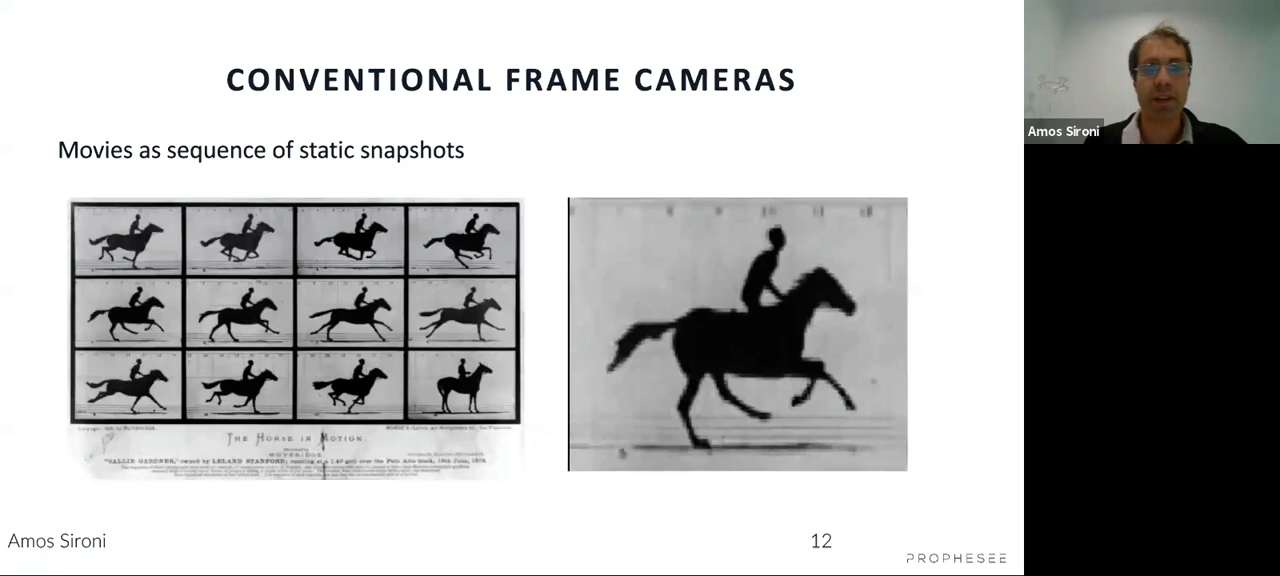 CONVENTIONAL FRAME CAMERAS
Amos Sironi
Movies as sequence of static snapshots
THE HORSE IN MOTION.
MUYBRIDGE
"SALLIE GARDNER," owned by LELAND STANFORD; running at a 1.40 gait over the Palo Alto track, 19th June, 1878.
Amos Sironi
12
PROPHESEE